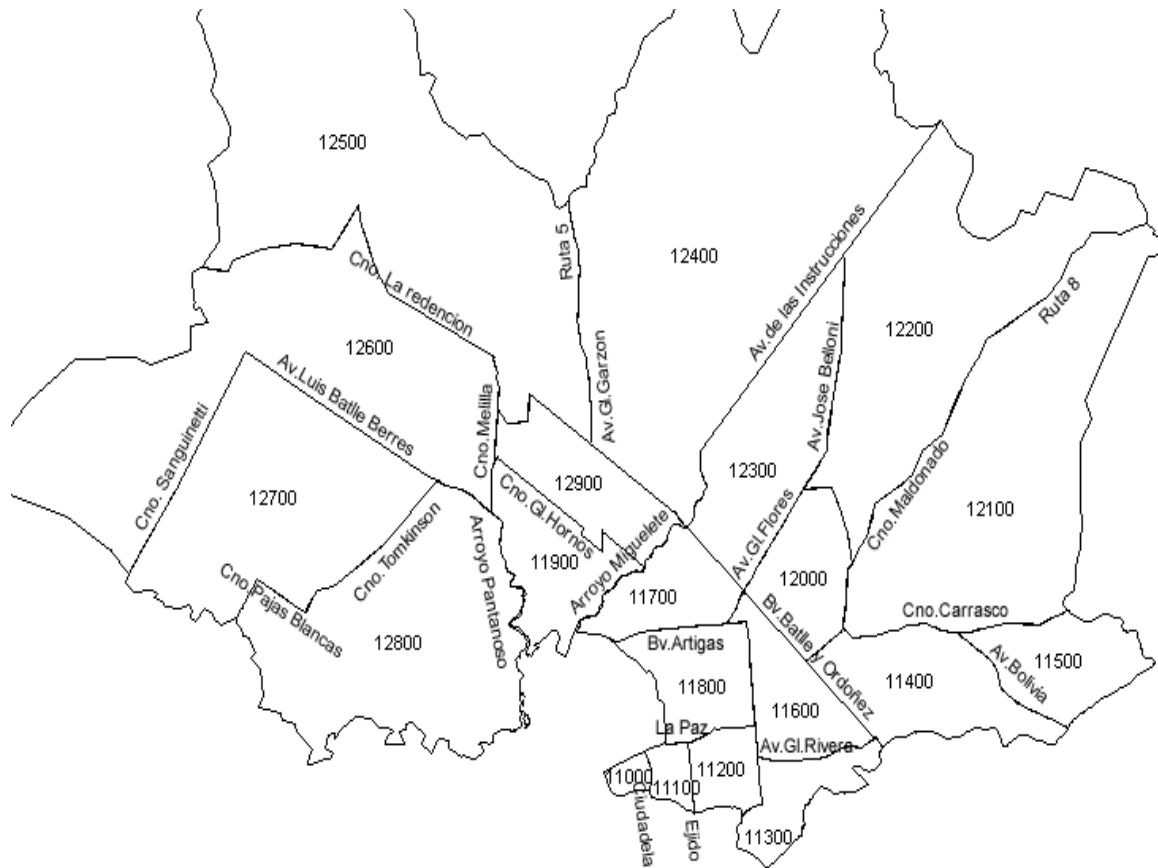 12500
Ruta 5
12400
Av.de las Instrucciones
Cno. La redencion
Ruta 8
12200
12600
Av.Luis Batlle Berres
Av.Jose Belloni
Av.Gl.Garzon
Cno.Melilla
Cno. Sanguinetti
12300
12900
12700
Cno.Gl.Hornos
Cno.Maldonado
12100
Av.Gl.Flores
Cno.Tomkinson
Arroyo Pantanoso
11900
Arroyo Miguelete
12000
11700
Cno.Pajas Blancas
Cno.Carrasco
12800
Bv.Artigas
Bv.Batlle y Ordoñez
11500
Av.Bolivia
11800
11400
11600
La Paz
Av.Gl.Rivera
11000
11100
11200
Ciudadela
Ejido
11300